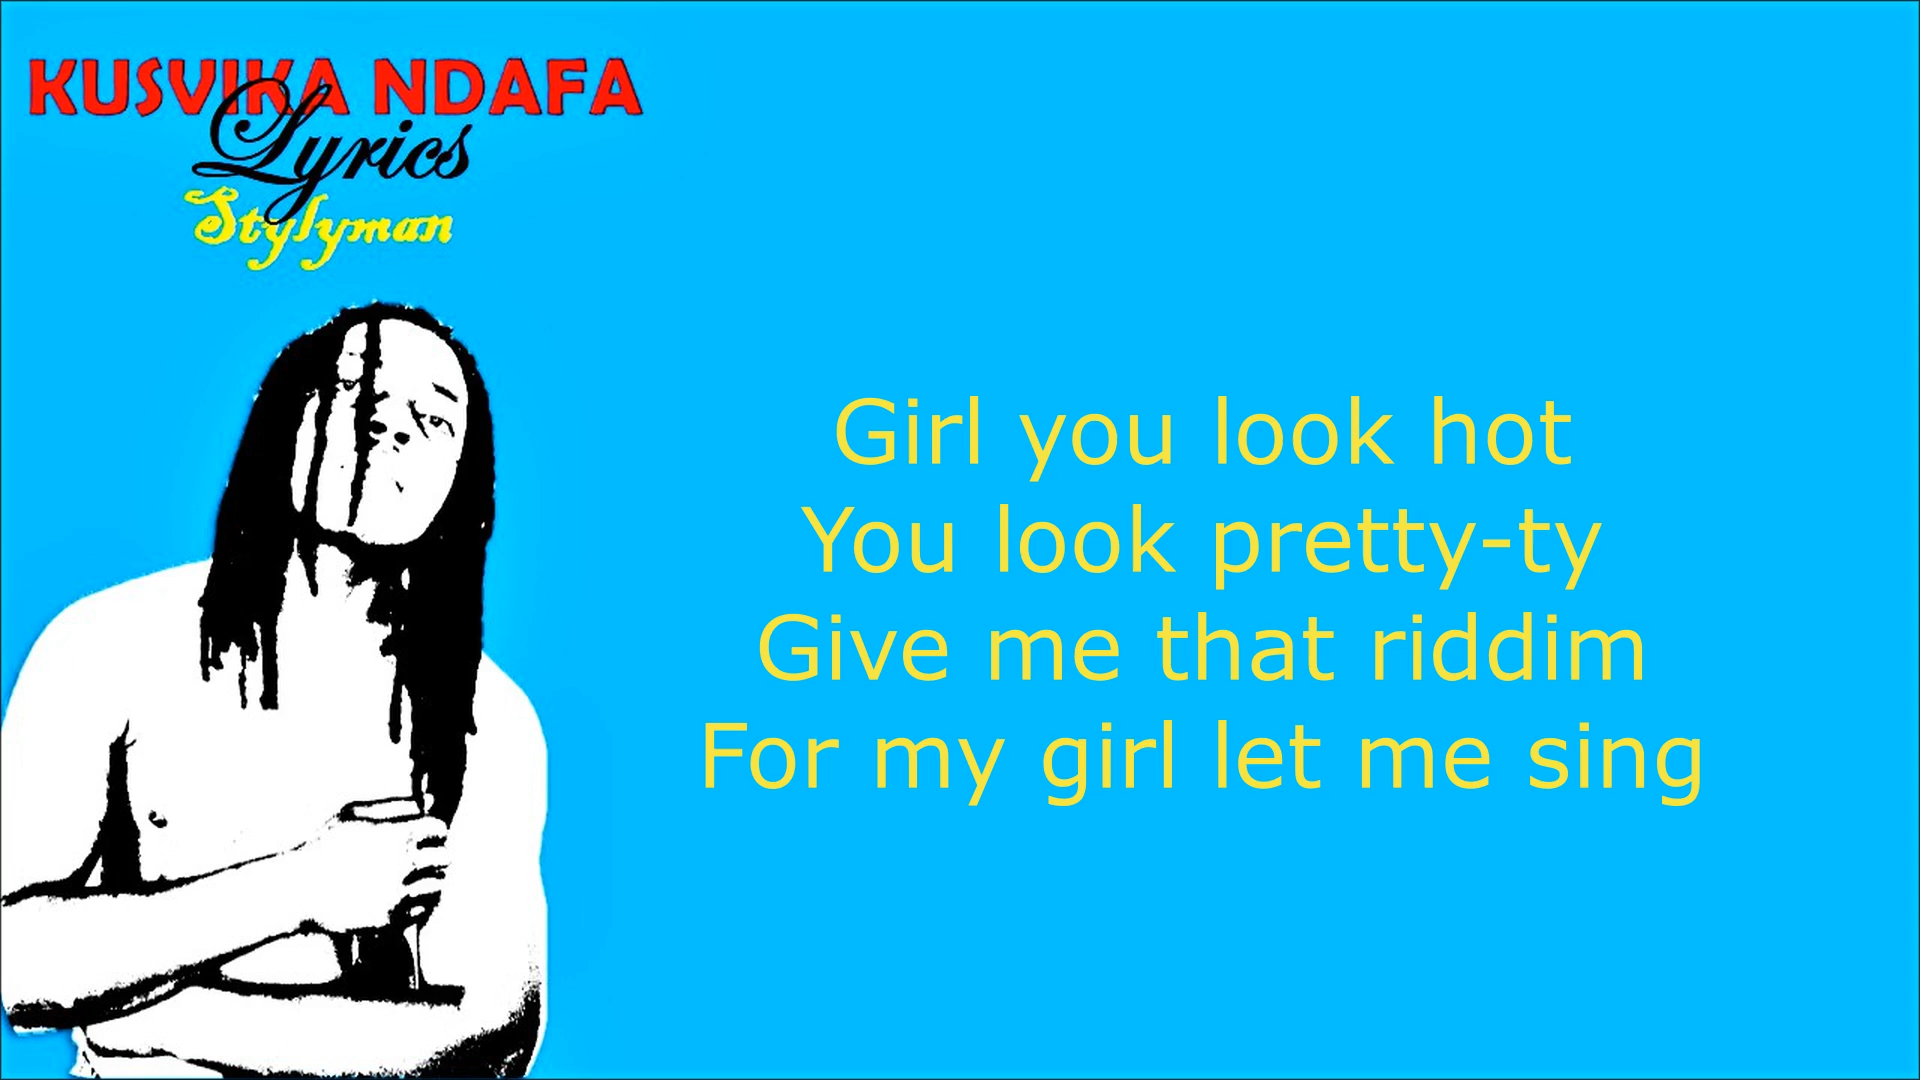 KUSVIKA NDAFA
Lyrics
Stylyman
Girl you look hot
You look pretty-ty
Give me that riddim
For my girl let me sing